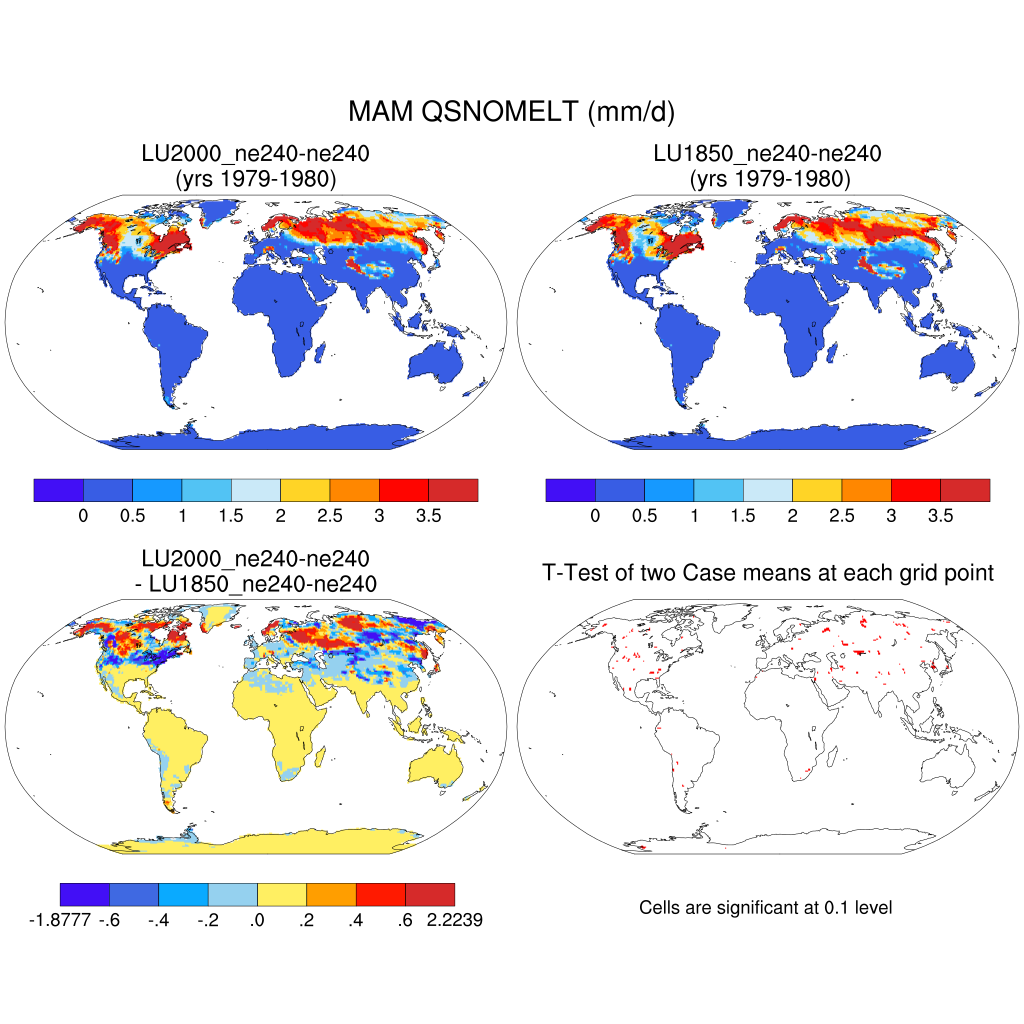 MAM QSNOMELT (mm/d)
LU2000_ne240-ne240
(yrs 1979-1980)
LU1850_ne240-ne240
(yrs 1979-1980)
0 0.5 1 1.5 2 2.5 3 3.5
0 0.5 1 1.5 2 2.5 3 3.5
LU2000_ne240-ne240
- LU1850_ne240-ne240
T-Test of two Case means at each grid point
-1.8777 -.6 -.4 -.2 .0 .2 .4 .6 2.2239
Cells are significant at 0.1 level